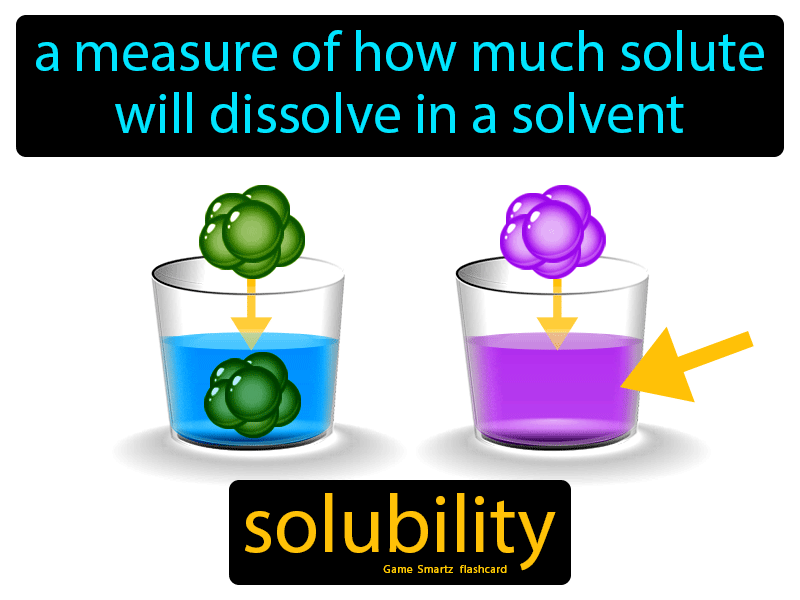 a measure of how much solute
will dissolve in a solvent
solubility
Game Smartz flashcard